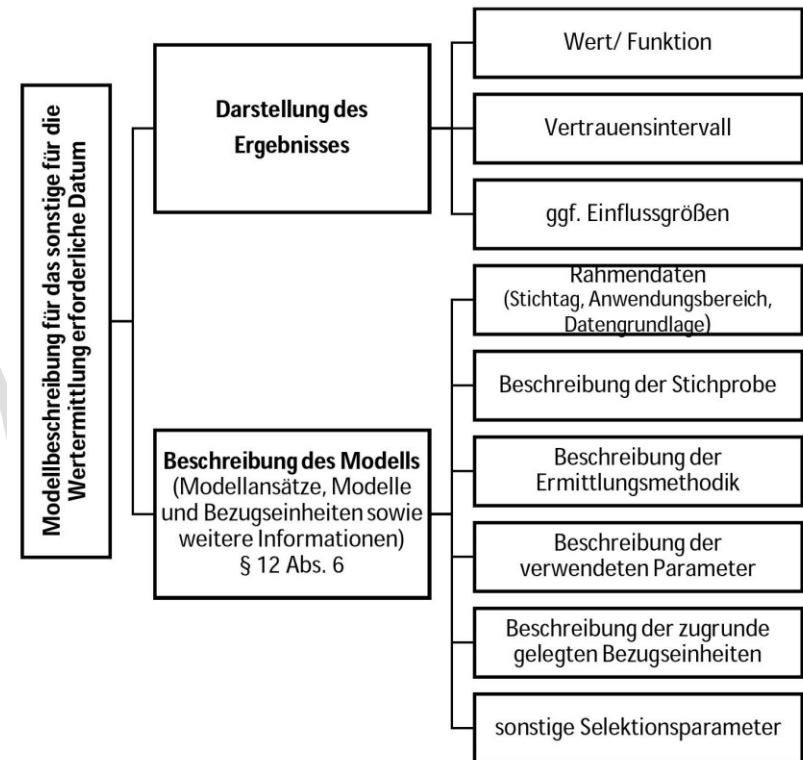 Modellbeschreibung für das sonstige für die
Wertermittlung erforderliche Datum
Darstellung des
Ergebnisses
Wert/ Funktion
Vertrauensintervall
ggf. Einflussgrößen
Beschreibung des Modells
(Modellansätze, Modelle
und Bezugseinheiten sowie
weitere Informationen)
§ 12 Abs. 6
Rahmendaten
(Stichtag, Anwendungsbereich,
Datengrundlage)
Beschreibung der Stichprobe
Beschreibung der
Ermittlungsmethodik
Beschreibung der
verwendeten Parameter
Beschreibung der zugrunde
gelegten Bezugseinheiten
sonstige Selektionsparameter